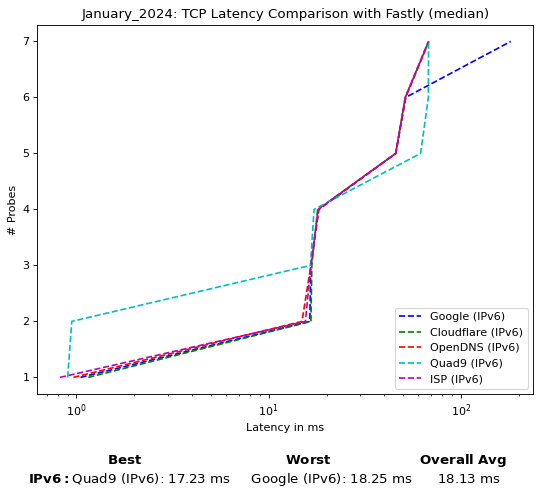 January_2024: TCP Latency Comparison with Fastly (median)
# Probes
7
6
5
4
3
2
1
Google (IPv6)
Cloudflare (IPv6)
OpenDNS (IPv6)
Quad9 (IPv6)
ISP (IPv6)
10⁰ 10¹ 10²
Latency in ms
Best Worst Overall Avg
IPv6: Quad9 (IPv6): 17.23 ms Google (IPv6): 18.25 ms 18.13 ms